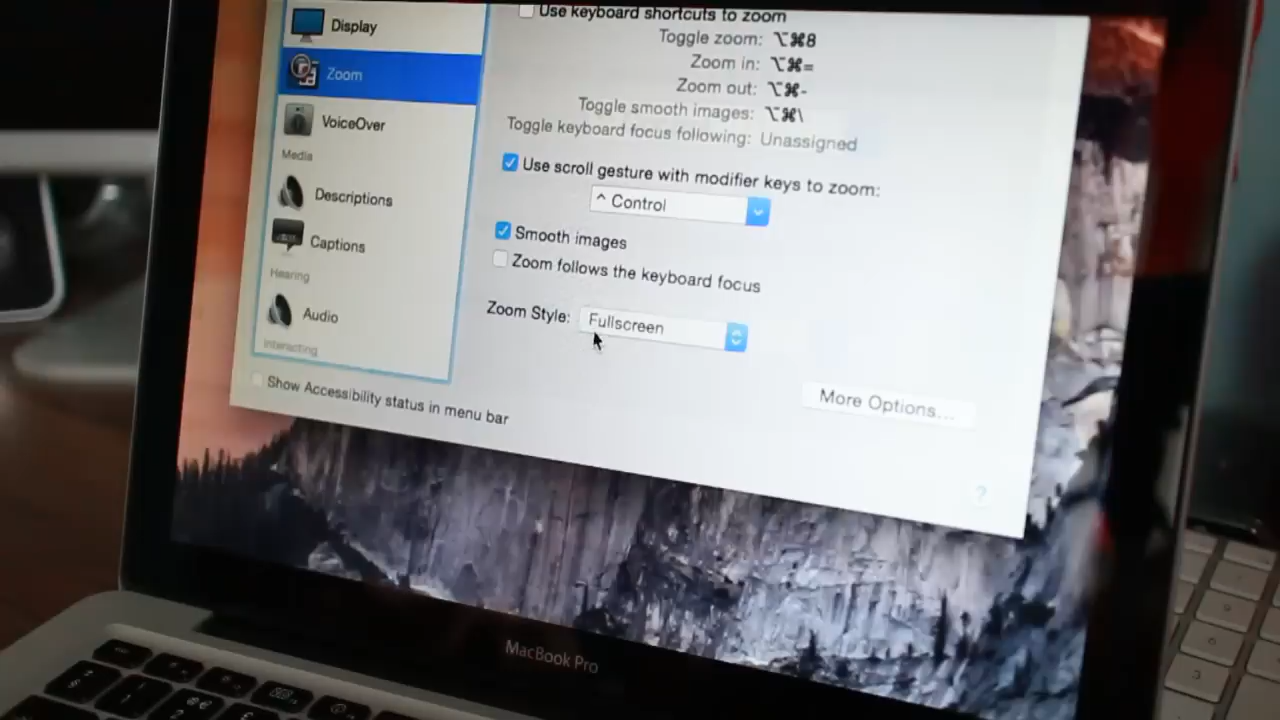 Display
Zoom
VoiceOver
Media
Descriptions
Captions
Hearing
Audio
Interacting
Show Accessibility status in menu bar
Use keyboard shortcuts to zoom
Toggle zoom: ⌥⌘8
Zoom in: ⌥⌘=
Zoom out: ⌥⌘-
Toggle smooth images: ⌥⌘\
Toggle keyboard focus following: Unassigned
Use scroll gesture with modifier keys to zoom:
^ Control
Smooth images
Zoom follows the keyboard focus
Zoom Style: Fullscreen
More Options...
?
MacBook Pro